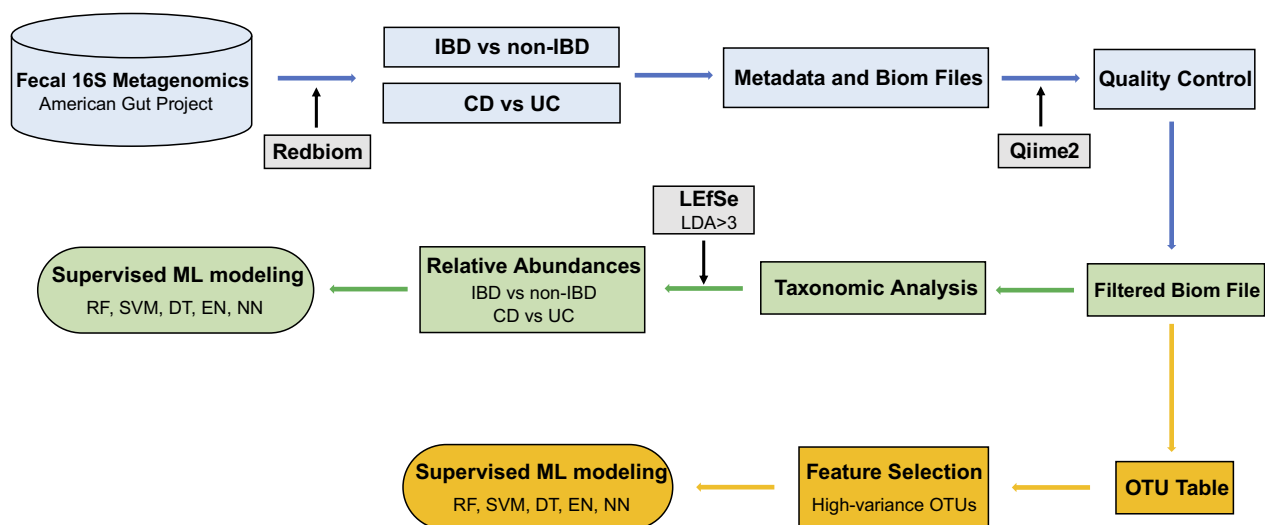 Fecal 16S Metagenomics
American Gut Project
Redbiom
IBD vs non-IBD
CD vs UC
Metadata and Biom Files
Qiime2
Quality Control
LEfSe
LDA>3
Supervised ML modeling
RF, SVM, DT, EN, NN
Relative Abundances
IBD vs non-IBD
CD vs UC
Taxonomic Analysis
Filtered Biom File
Supervised ML modeling
RF, SVM, DT, EN, NN
Feature Selection
High-variance OTUs
OTU Table